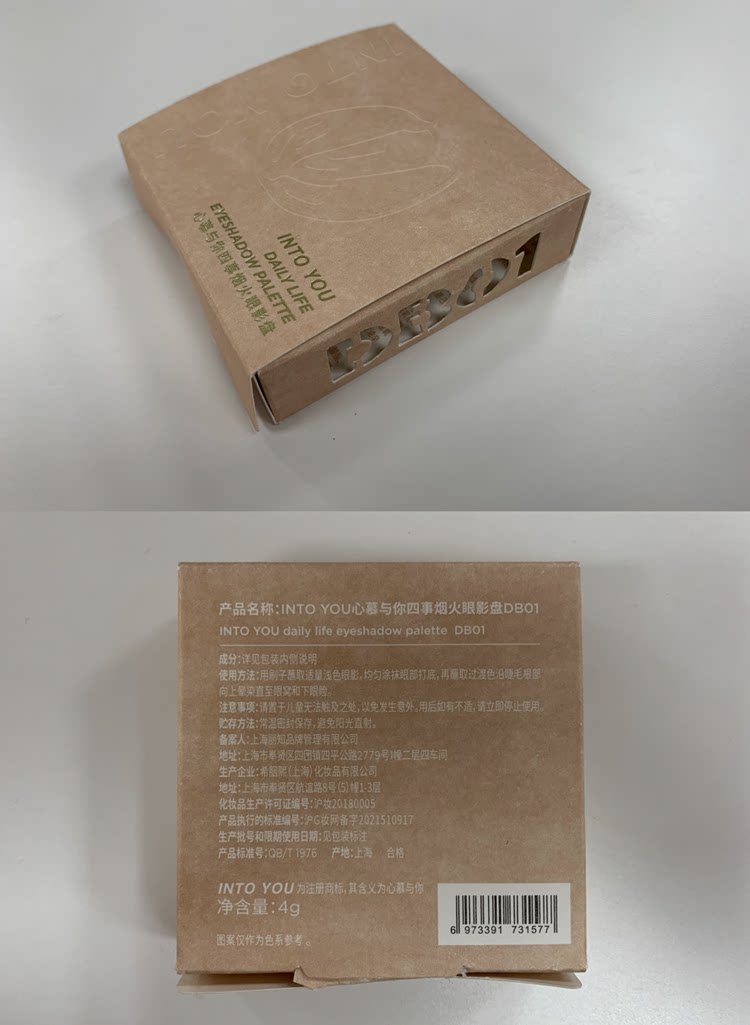 INTO YOU
INTO YOU
DAILY LIFE
EYESHADOW PALETTE
心慕与你四事烟火眼影盘
DB01
产品名称:INTO YOU心慕与你四事烟火眼影盘DB01
INTO YOU daily life eyeshadow palette DB01
成分:详见包装内侧说明
使用方法:用刷子蘸取适量浅色眼影,均匀涂抹眼部打底,再蘸取过渡色沿睫毛根部
向上晕染直至眼窝和下眼睑。
注意事项:请置于儿童无法触及之处,以免发生意外。用后如有不适,请立即停止使用。
贮存方法:常温密封保存,避免阳光直射。
备案人:上海丽知品牌管理有限公司
地址:上海市奉贤区四团镇四平公路2779号1幢二层四车间
生产企业:希丽熙(上海)化妆品有限公司
地址:上海市奉贤区航谊路8号(5)幢1-3层
化妆品生产许可证编号:沪妆20180005
产品执行的标准编号:沪G妆网备字2021510917
生产批号和限期使用日期:见包装标注
产品标准号:QB/T 1976 产地:上海 合格
INTO YOU 为注册商标,其含义为心慕与你
净含量:4g
图案仅作为色系参考。
6 973391 731577